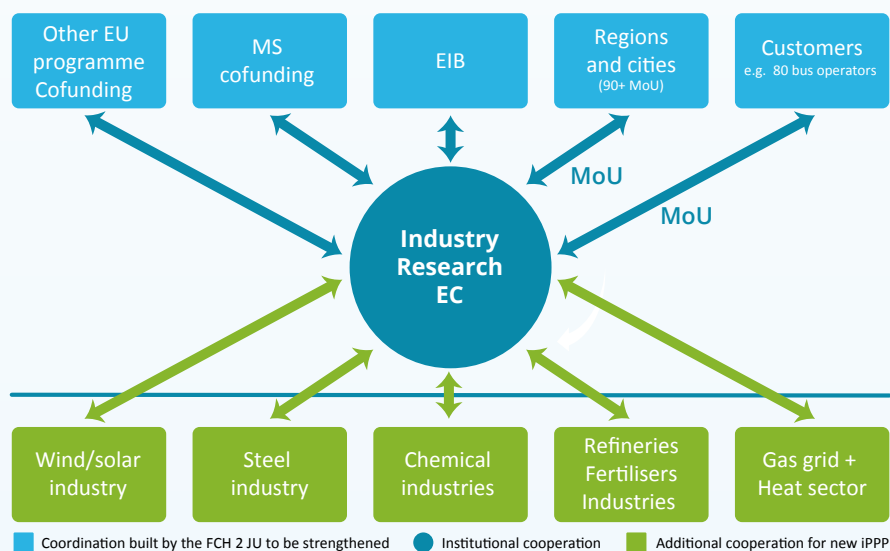 Other EU
programme
Cofunding
MS
cofunding
EIB
Regions
and cities
(90+ MoU)
Customers
e.g. 80 bus operators
MoU
MoU
Industry
Research
EC
Wind/solar
industry
Steel
industry
Chemical
industries
Refineries
Fertilisers
Industries
Gas grid +
Heat sector
Coordination built by the FCH 2 JU to be strengthened
Institutional cooperation
Additional cooperation for new iPPP